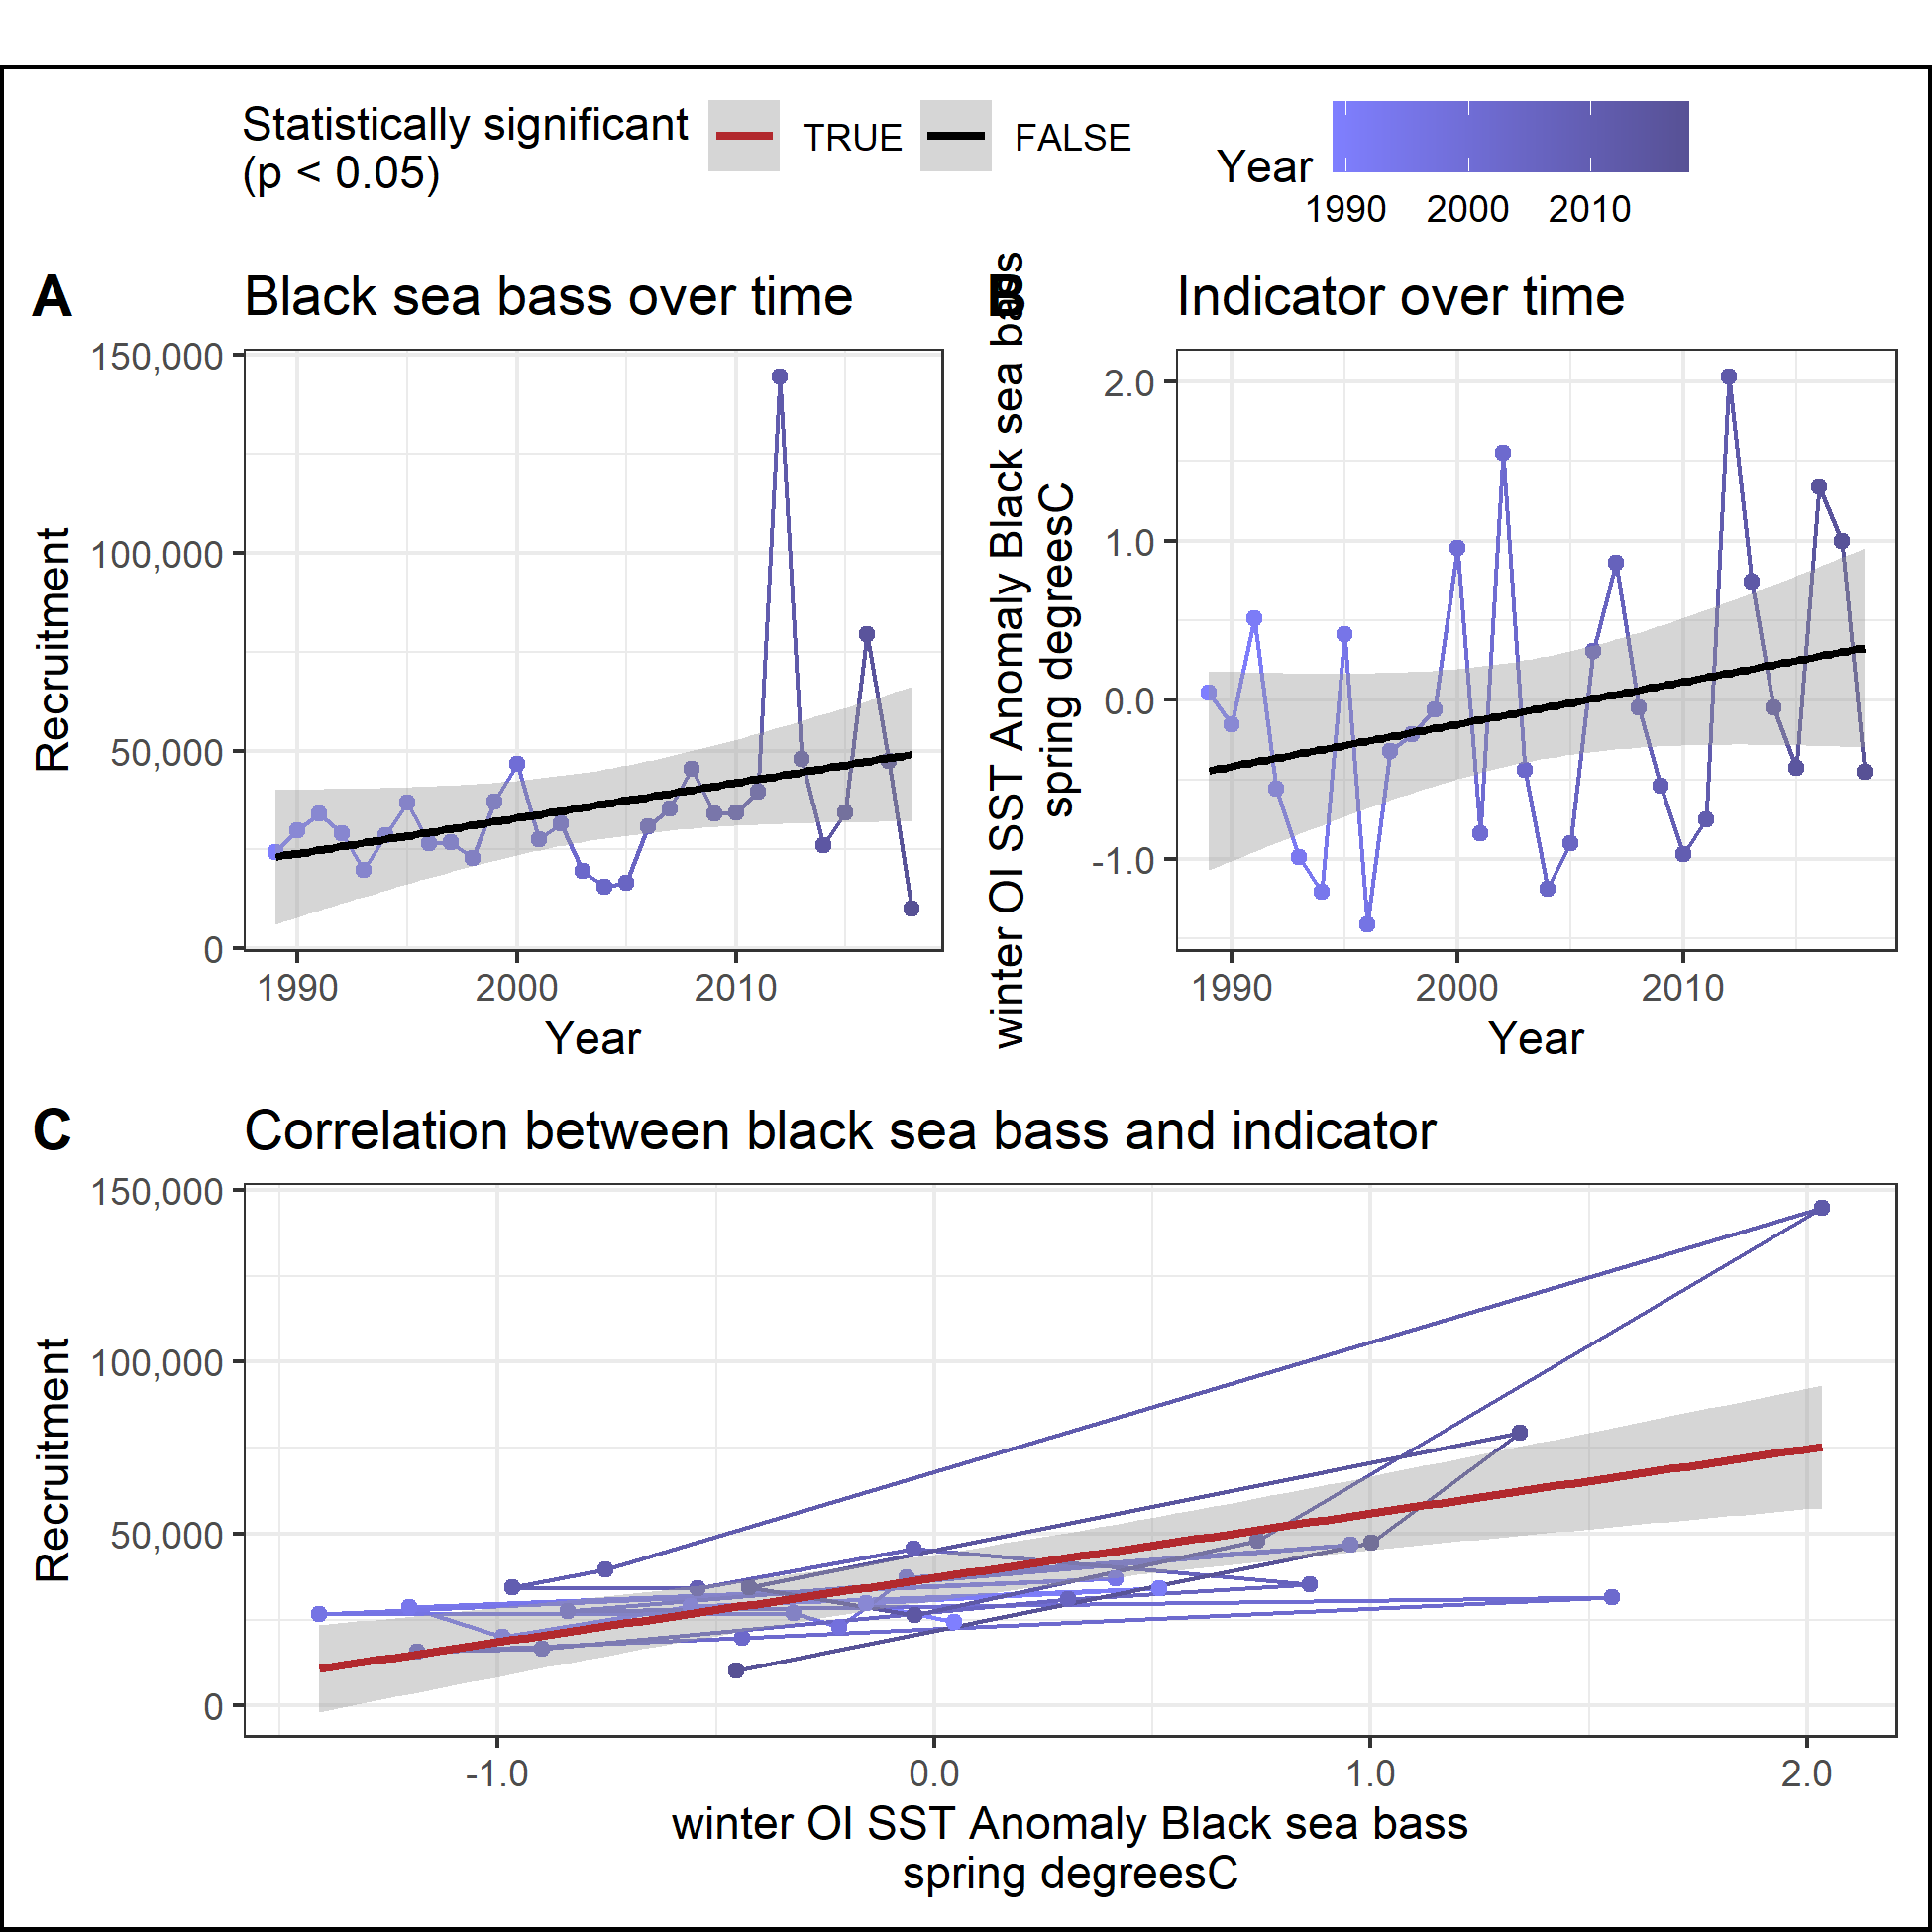 Statistically significant
(p < 0.05)
TRUE
FALSE
Year
1990 2000 2010
A
Black sea bass over time
150,000
100,000
50,000
0
Recruitment
1990 2000 2010
Year
B
Indicator over time
winter OI SST Anomaly Black sea bass
spring degreesC
2.0
1.0
0.0
-1.0
1990 2000 2010
Year
C
Correlation between black sea bass and indicator
150,000
100,000
50,000
0
Recruitment
-1.0 0.0 1.0 2.0
winter OI SST Anomaly Black sea bass
spring degreesC